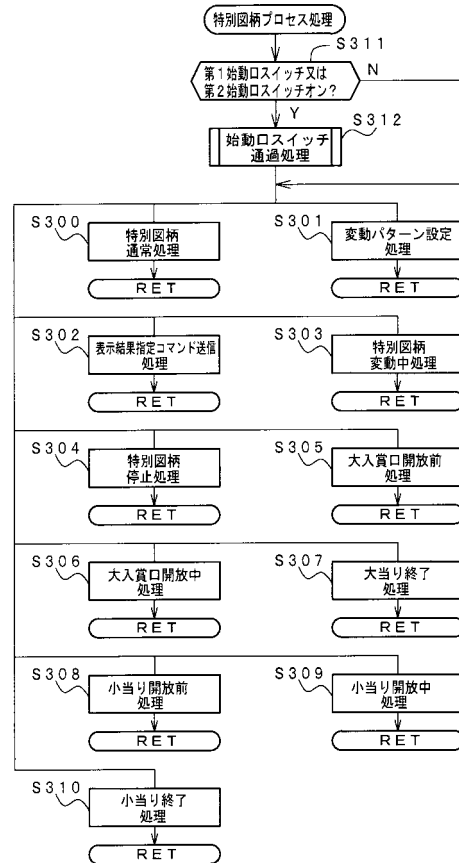 特別図柄プロセス処理
S311
第1始動口スイッチ又は
第2始動口スイッチオン?
N
Y
S312
始動口スイッチ
通過処理
S300
特別図柄
通常処理
RET
S301
変動パターン設定
処理
RET
S302
表示結果指定コマンド送信
処理
RET
S303
特別図柄
変動中処理
RET
S304
特別図柄
停止処理
RET
S305
大入賞口開放前
処理
RET
S306
大入賞口開放中
処理
RET
S307
大当り終了
処理
RET
S308
小当り開放前
処理
RET
S309
小当り開放中
処理
RET
S310
小当り終了
処理
RET